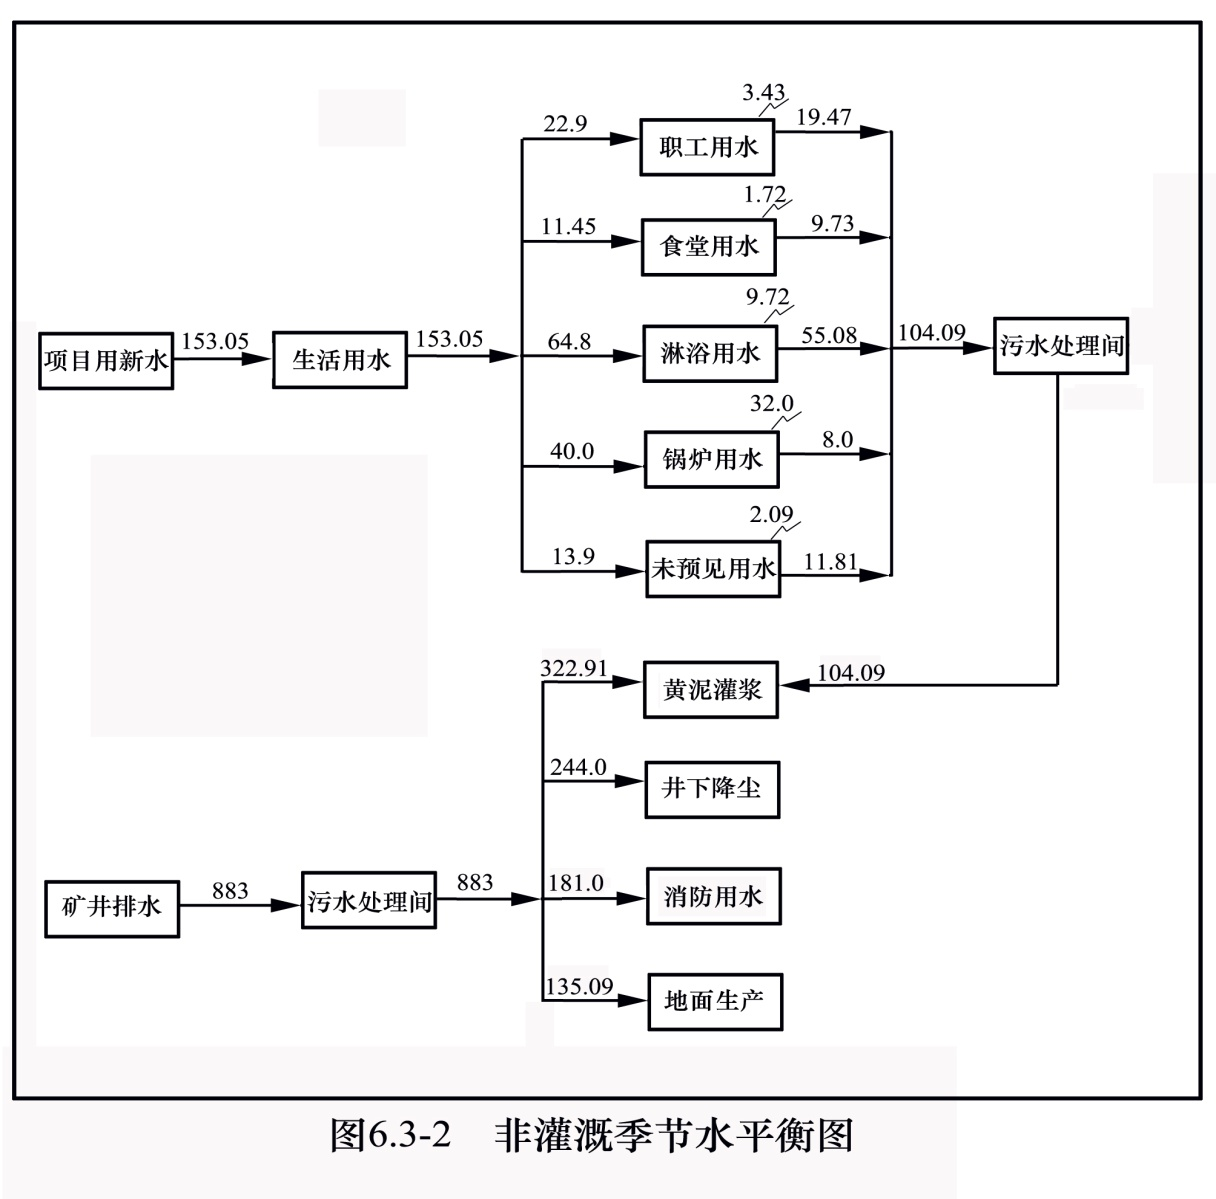 3.43
22.9
职工用水
19.47
1.72
11.45
食堂用水
9.73
9.72
项目用新水
153.05
生活用水
153.05
64.8
淋浴用水
55.08
104.09
污水处理间
32.0
40.0
锅炉用水
8.0
2.09
13.9
未预见用水
11.81
322.91
黄泥灌浆
104.09
244.0
井下降尘
矿井排水
883
污水处理间
883
181.0
消防用水
135.09
地面生产
图6.3-2 非灌溉季节水平衡图